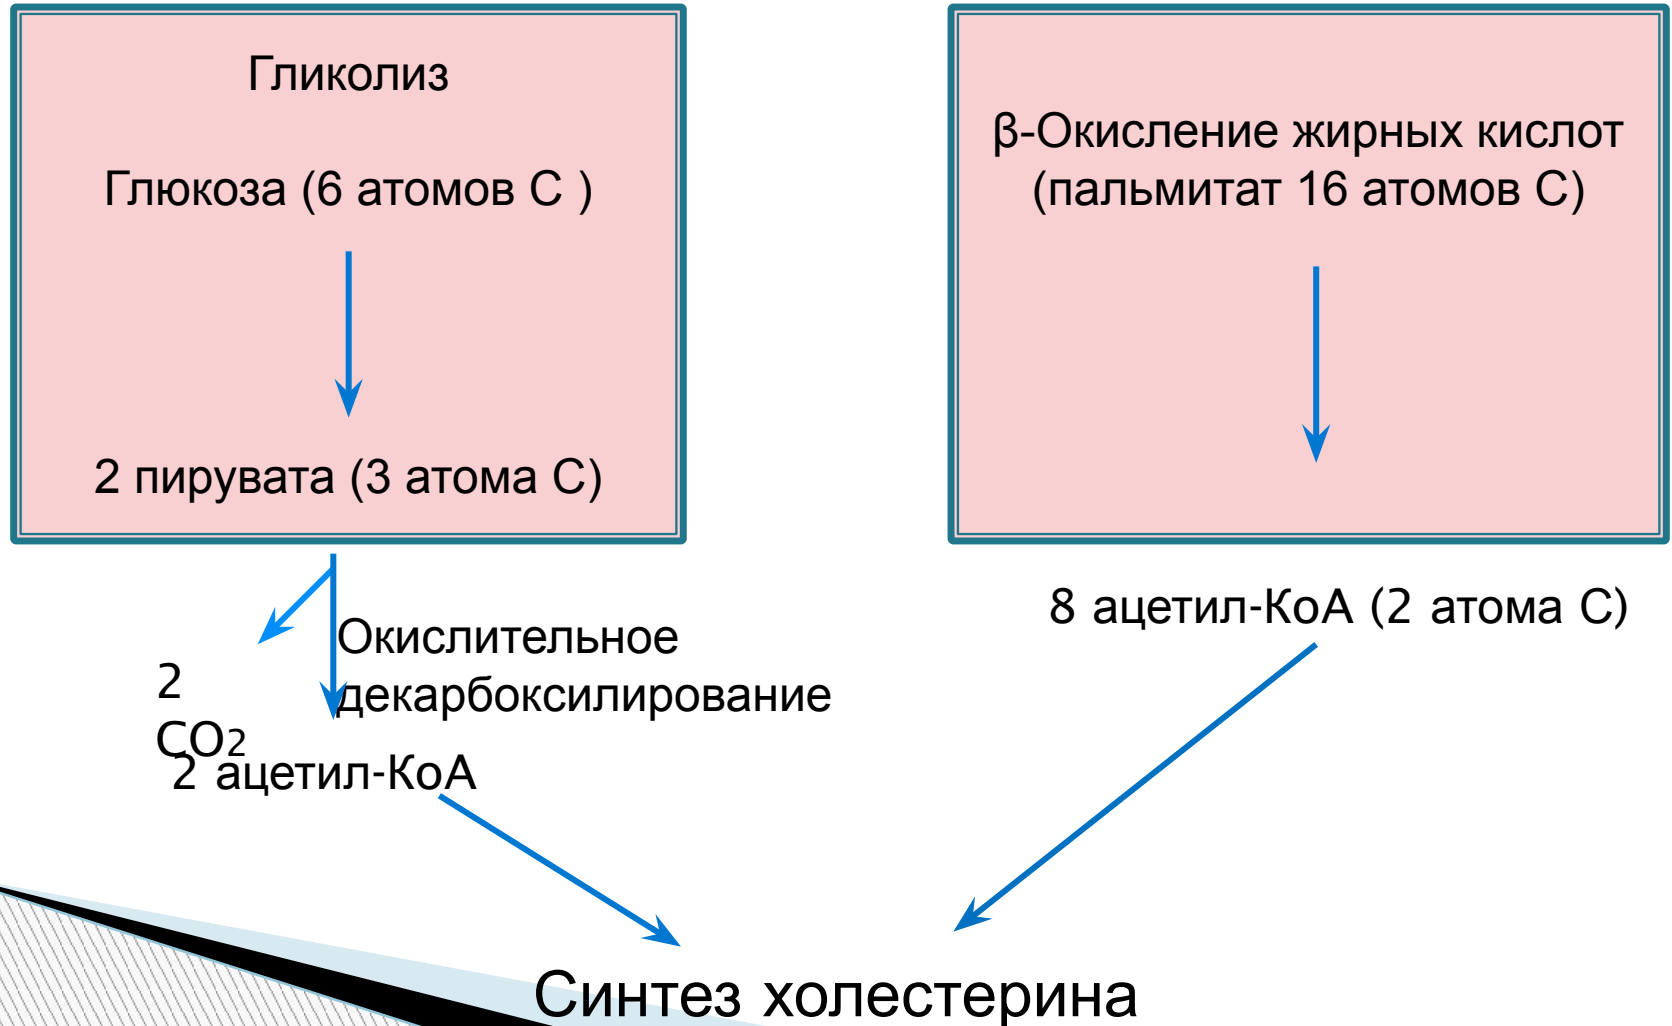 Гликолиз
Глюкоза (6 атомов С )
2 пирувата (3 атома С)
β-Окисление жирных кислот
(пальмитат 16 атомов С)
8 ацетил-КоА (2 атома С)
Окислительное
декарбоксилирование
2
СО2
2 ацетил-КоА
Синтез холестерина